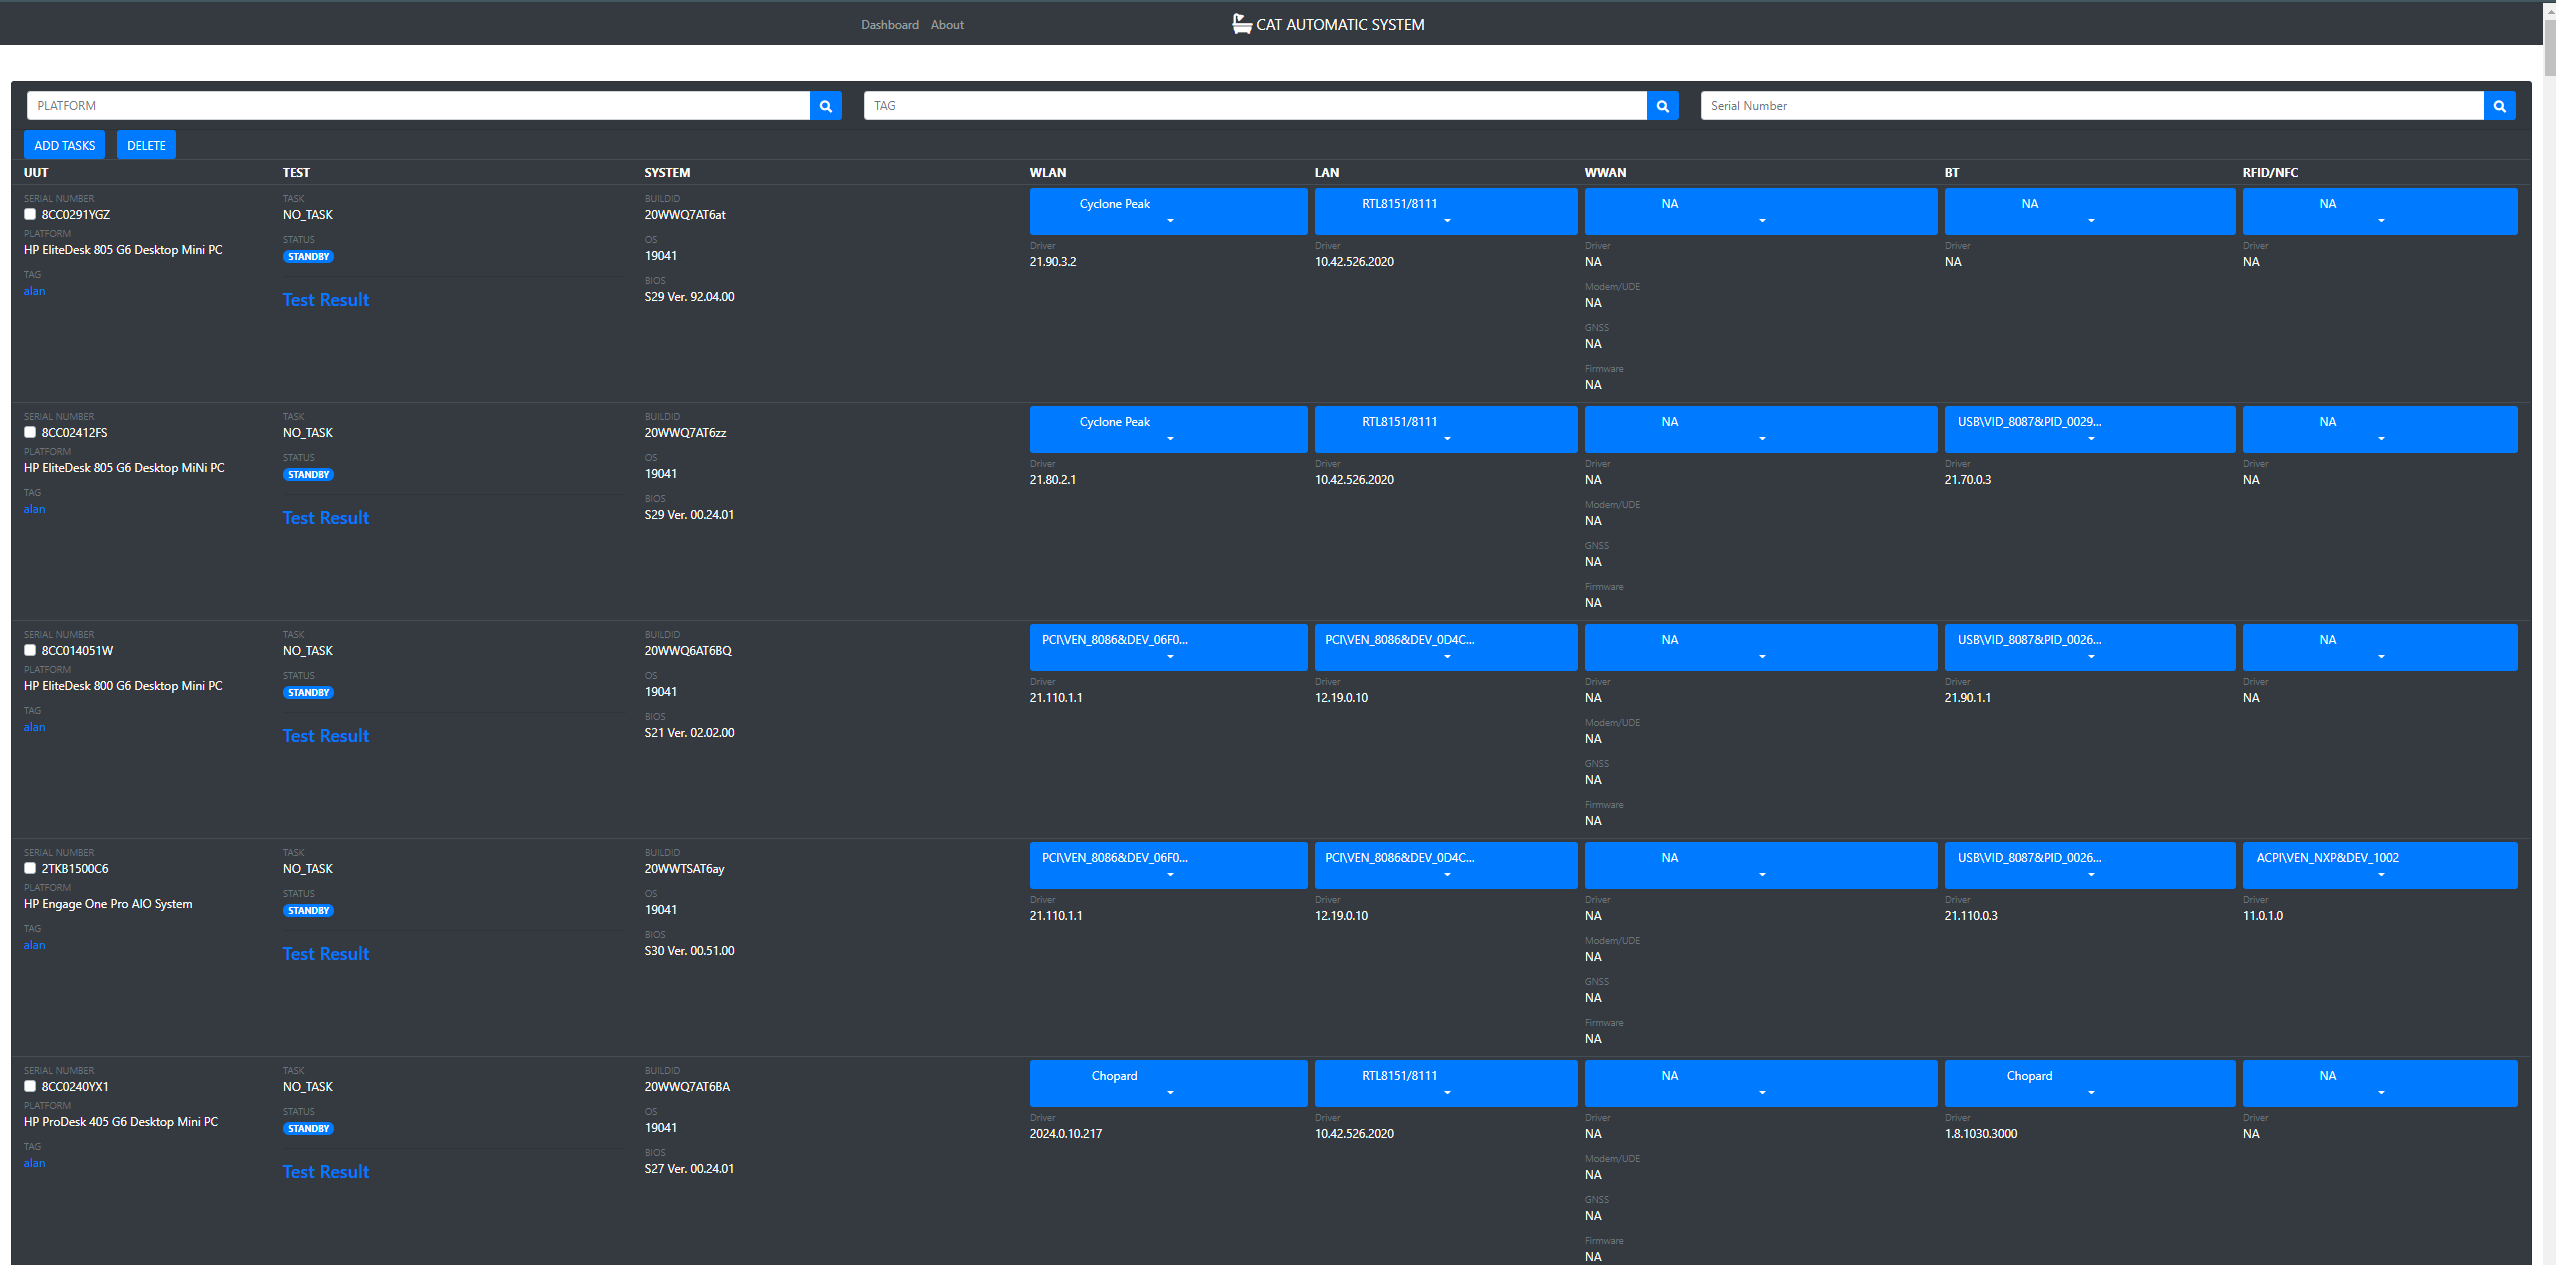 Dashboard About CAT AUTOMATIC SYSTEM
PLATFORM TAG Serial Number
ADD TASKS DELETE
UUT TEST SYSTEM WLAN LAN WWAN BT RFID/NFC
SERIAL NUMBER TASK BUILDID Cyclone Peak RTL8151/8111 NA NA NA
8CC0291YGZ NO_TASK 20WWQ7AT6at
PLATFORM STATUS OS Driver Driver Driver Driver Driver
HP EliteDesk 805 G6 Desktop Mini PC STANDBY 19041 21.90.3.2 10.42.526.2020 NA NA NA
TAG BIOS Modem/UDE
alan Test Result S29 Ver. 92.04.00 NA
GNSS
NA
Firmware
NA
SERIAL NUMBER TASK BUILDID Cyclone Peak RTL8151/8111 NA USB\VID_8087&PID_0029... NA
8CC02412FS NO_TASK 20WWQ7AT6zz
PLATFORM STATUS OS Driver Driver Driver Driver Driver
HP EliteDesk 805 G6 Desktop MiNi PC STANDBY 19041 21.80.2.1 10.42.526.2020 NA 21.70.0.3 NA
TAG BIOS Modem/UDE
alan Test Result S29 Ver. 00.24.01 NA
GNSS
NA
Firmware
NA
SERIAL NUMBER TASK BUILDID PCI\VEN_8086&DEV_06F0... PCI\VEN_8086&DEV_0D4C... NA USB\VID_8087&PID_0026... NA
8CC014051W NO_TASK 20WWQ6AT6BQ
PLATFORM STATUS OS Driver Driver Driver Driver Driver
HP EliteDesk 800 G6 Desktop Mini PC STANDBY 19041 21.110.1.1 12.19.0.10 NA 21.90.1.1 NA
TAG BIOS Modem/UDE
alan Test Result S21 Ver. 02.02.00 NA
GNSS
NA
Firmware
NA
SERIAL NUMBER TASK BUILDID PCI\VEN_8086&DEV_06F0... PCI\VEN_8086&DEV_0D4C... NA USB\VID_8087&PID_0026... ACPI\VEN_NXP&DEV_1002
2TKB1500C6 NO_TASK 20WWTSAT6ay
PLATFORM STATUS OS Driver Driver Driver Driver Driver
HP Engage One Pro AIO System STANDBY 19041 21.110.1.1 12.19.0.10 NA 21.110.0.3 11.0.1.0
TAG BIOS Modem/UDE
alan Test Result S30 Ver. 00.51.00 NA
GNSS
NA
Firmware
NA
SERIAL NUMBER TASK BUILDID Chopard RTL8151/8111 NA Chopard NA
8CC0240YX1 NO_TASK 20WWQ7AT6BA
PLATFORM STATUS OS Driver Driver Driver Driver Driver
HP ProDesk 405 G6 Desktop Mini PC STANDBY 19041 2024.0.10.217 10.42.526.2020 NA 1.8.1030.3000 NA
TAG BIOS Modem/UDE
alan Test Result S27 Ver. 00.24.01 NA
GNSS
NA
Firmware
NA